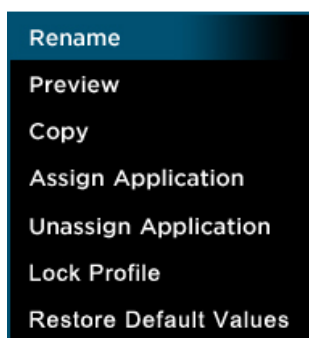 Rename
Preview
Copy
Assign Application
Unassign Application
Lock Profile
Restore Default Values